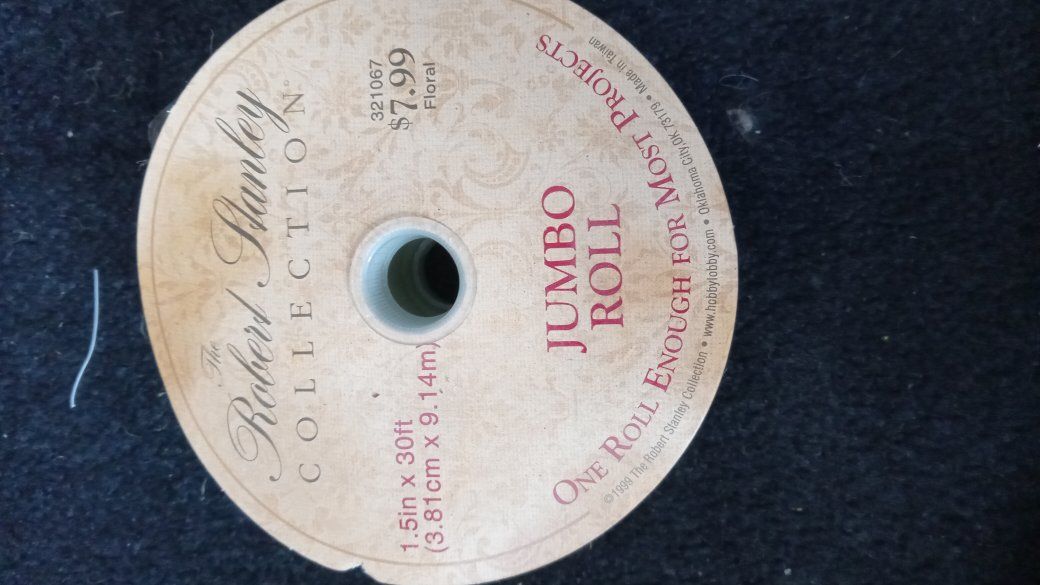 The
Robert Stanley
COLLECTION
1.5in x 30ft
(3.81cm x 9.14m)
321067
$7.99
Floral
JUMBO
ROLL
ONE ROLL ENOUGH FOR MOST PROJECTS
©1999 The Robert Stanley Collection • www.hobbylobby.com • Oklahoma City, OK 73179 • Made in Taiwan